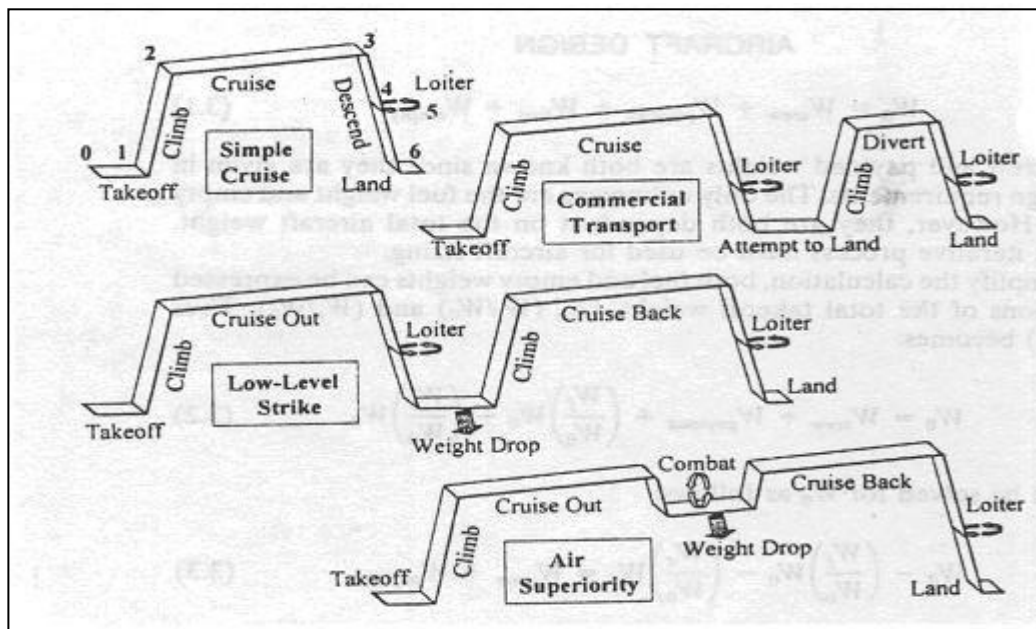 2
3
Cruise
Climb
4
Loiter
5
Descend
0
1
6
Simple
Cruise
Takeoff
Land
Cruise
Divert
Climb
Loiter
Climb
Loiter
Commercial
Transport
Takeoff
Attempt to Land
Land
Cruise Out
Cruise Back
Climb
Loiter
Climb
Loiter
Low-Level
Strike
Takeoff
Weight Drop
Land
Combat
Cruise Out
Cruise Back
Climb
Loiter
Weight Drop
Air
Superiority
Takeoff
Land
AIRCRAFT DESIGN